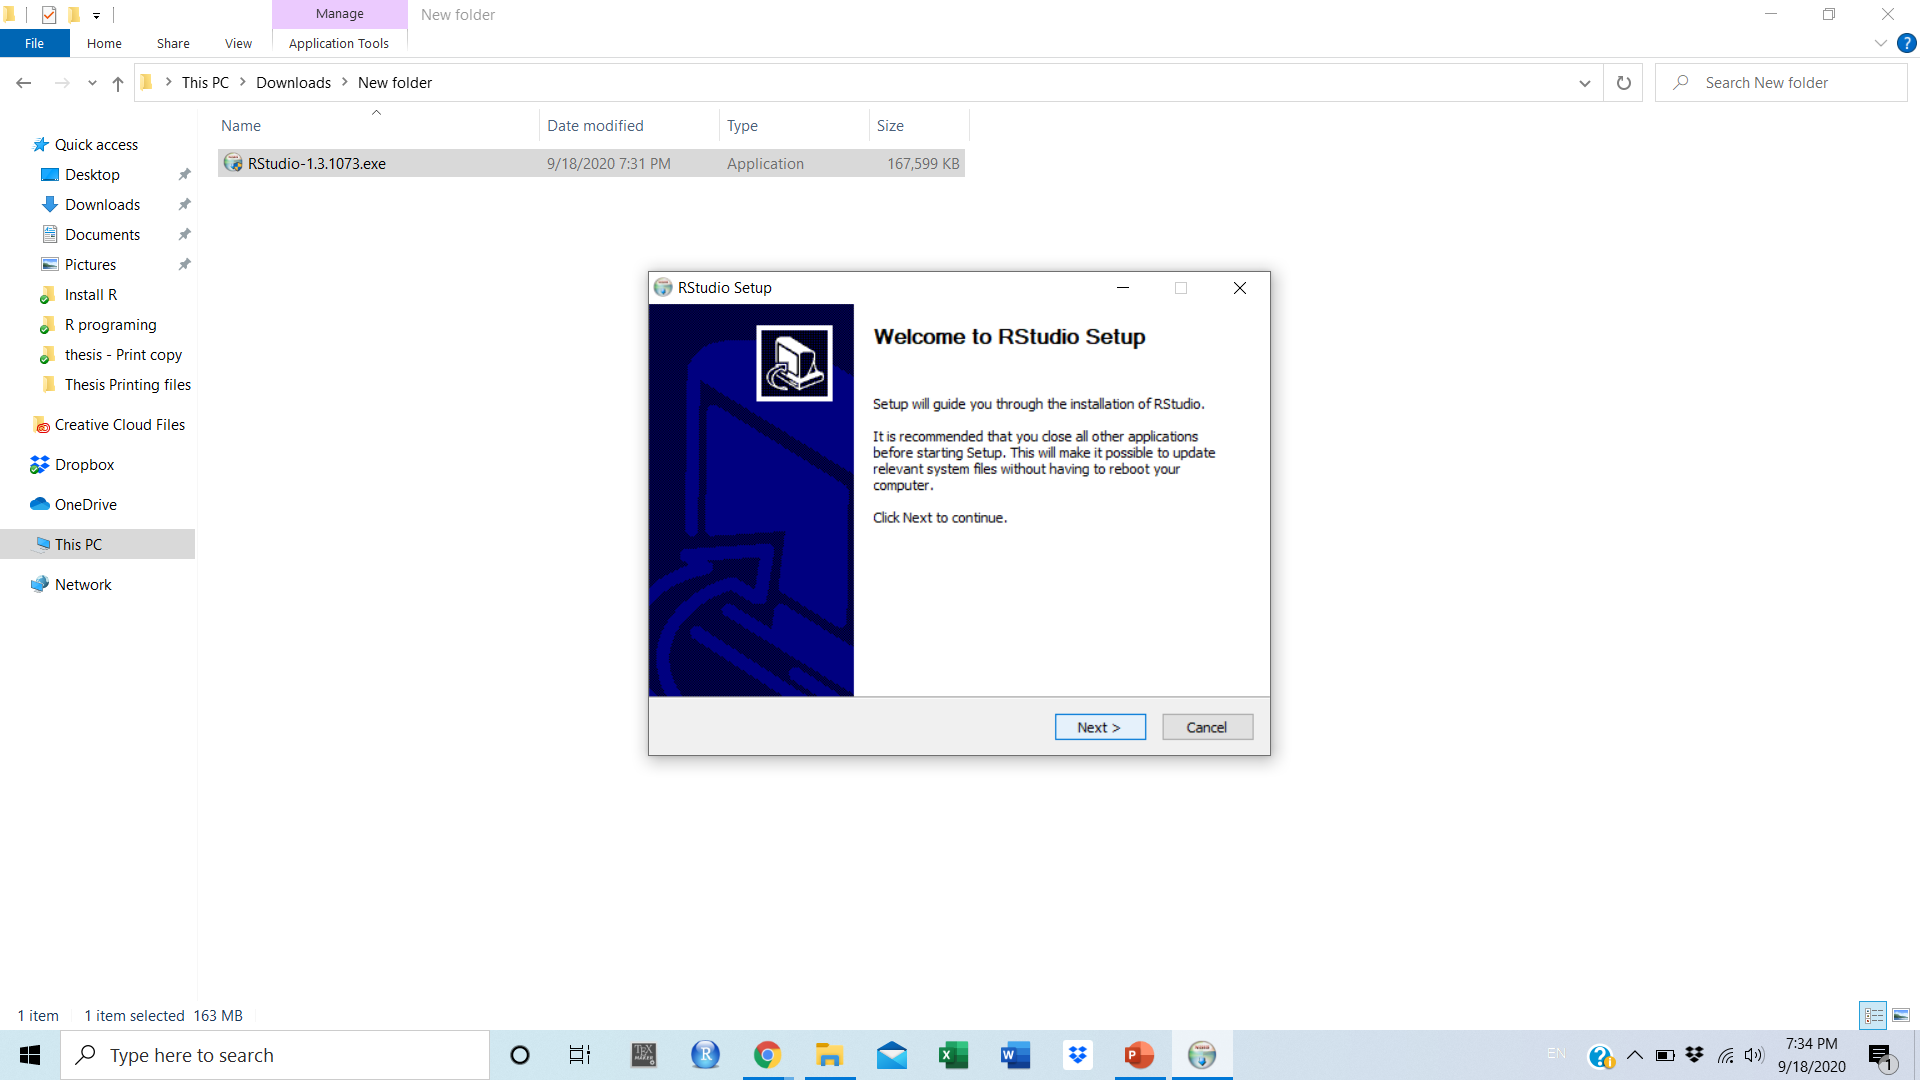 Manage
New folder
File
Home
Share
View
Application Tools
This PC
Downloads
New folder
Search New folder
Name
Date modified
Type
Size
RStudio-1.3.1073.exe
9/18/2020 7:31 PM
Application
167,599 KB
Quick access
Desktop
Downloads
Documents
Pictures
Install R
R programing
thesis - Print copy
Thesis Printing files
Creative Cloud Files
Dropbox
OneDrive
This PC
Network
RStudio Setup
Welcome to RStudio Setup
Setup will guide you through the installation of RStudio.
It is recommended that you close all other applications
before starting Setup. This will make it possible to update
relevant system files without having to reboot your
computer.
Click Next to continue.
Next >
Cancel
1 item
1 item selected 163 MB
Type here to search
EN
7:34 PM
9/18/2020
1